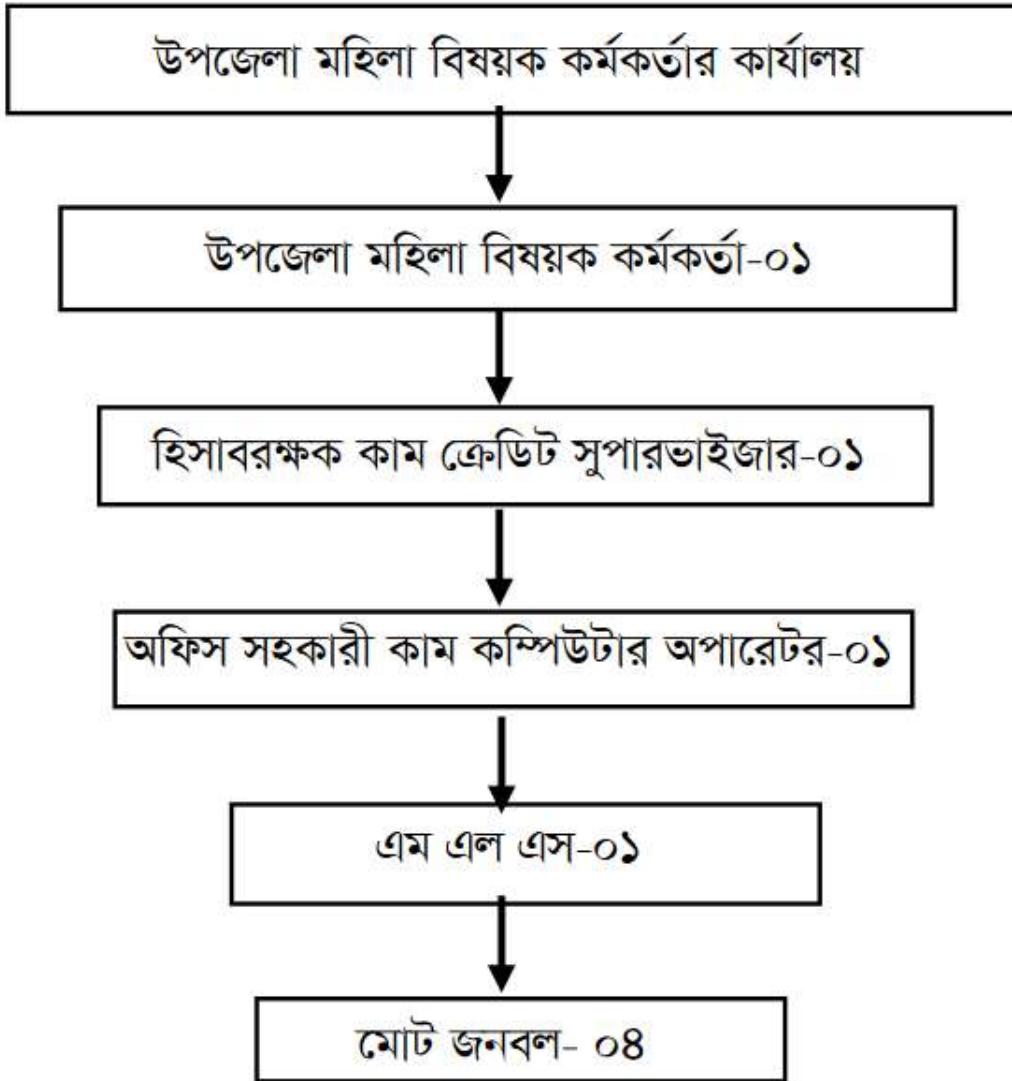 উপজেলা মহিলা বিষয়ক কর্মকর্তার কার্যালয়
উপজেলা মহিলা বিষয়ক কর্মকর্তা-০১
হিসাবরক্ষক কাম ক্রেডিট সুপারভাইজার-০১
অফিস সহকারী কাম কম্পিউটার অপারেটর-০১
এম এল এস-০১
মোট জনবল- ০৪